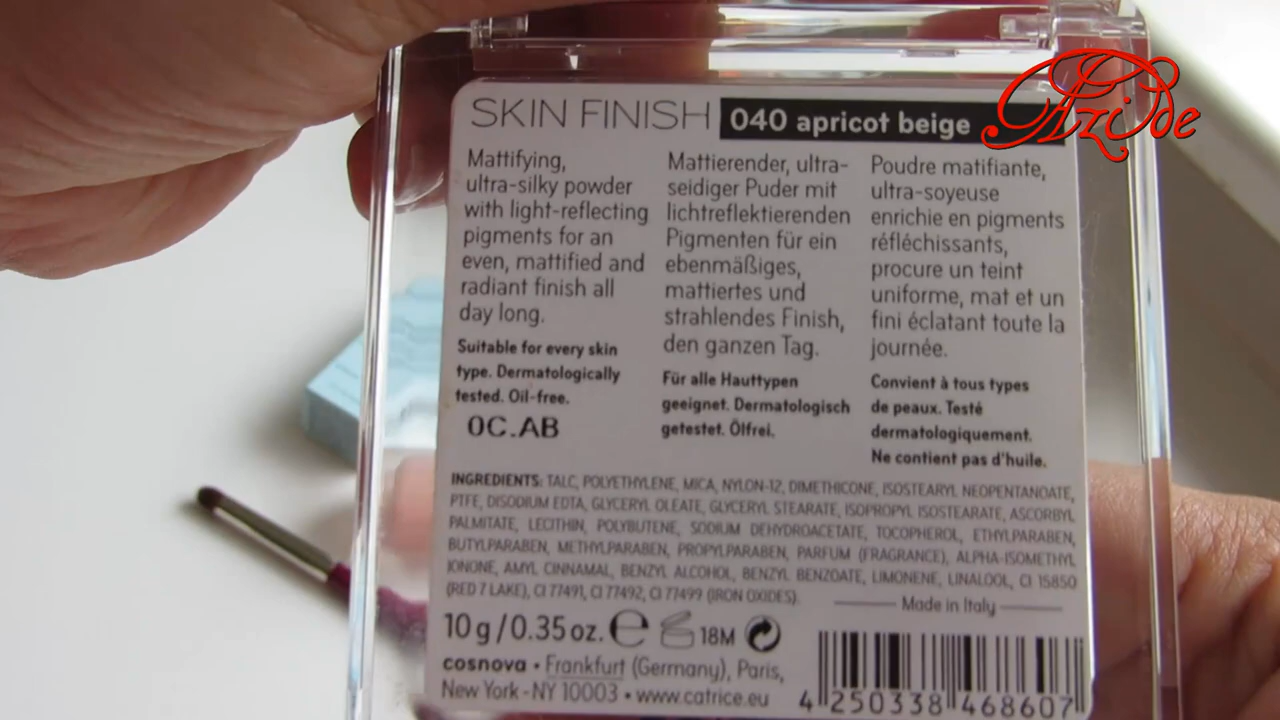 SKIN FINISH 040 apricot beige
Azide
Mattifying,
ultra-silky powder
with light-reflecting
pigments for an
even, mattified and
radiant finish all
day long.
Suitable for every skin
type. Dermatologically
tested. Oil-free.
0C.AB
Mattierender, ultra-
seidiger Puder mit
lichtreflektierenden
Pigmenten für ein
ebenmäßiges,
mattiertes und
strahlendes Finish,
den ganzen Tag.
Für alle Hauttypen
geeignet. Dermatologisch
getestet. Ölfrei.
Poudre matifiante,
ultra-soyeuse
enrichie en pigments
réfléchissants,
procure un teint
uniforme, mat et un
fini éclatant toute la
journée.
Convient à tous types
de peaux. Testé
dermatologiquement.
Ne contient pas d'huile.
INGREDIENTS: TALC, POLYETHYLENE, MICA, NYLON-12, DIMETHICONE, ISOSTEARYL NEOPENTANOATE,
PTFE, DISODIUM EDTA, GLYCERYL OLEATE, GLYCERYL STEARATE, ISOPROPYL ISOSTEARATE, ASCORBYL
PALMITATE, LECITHIN, POLYBUTENE, SODIUM DEHYDROACETATE, TOCOPHEROL, ETHYLPARABEN,
BUTYLPARABEN, METHYLPARABEN, PROPYLPARABEN, PARFUM (FRAGRANCE), ALPHA-ISOMETHYL
IONONE, AMYL CINNAMAL, BENZYL ALCOHOL, BENZYL BENZOATE, LIMONENE, LINALOOL, CI 15850
(RED 7 LAKE), CI 77491, CI 77492, CI 77499 (IRON OXIDES).
Made in Italy
10 g / 0.35 oz. e 18M
cosnova • Frankfurt (Germany), Paris,
New York - NY 10003 • www.catrice.eu
4 250338 468607